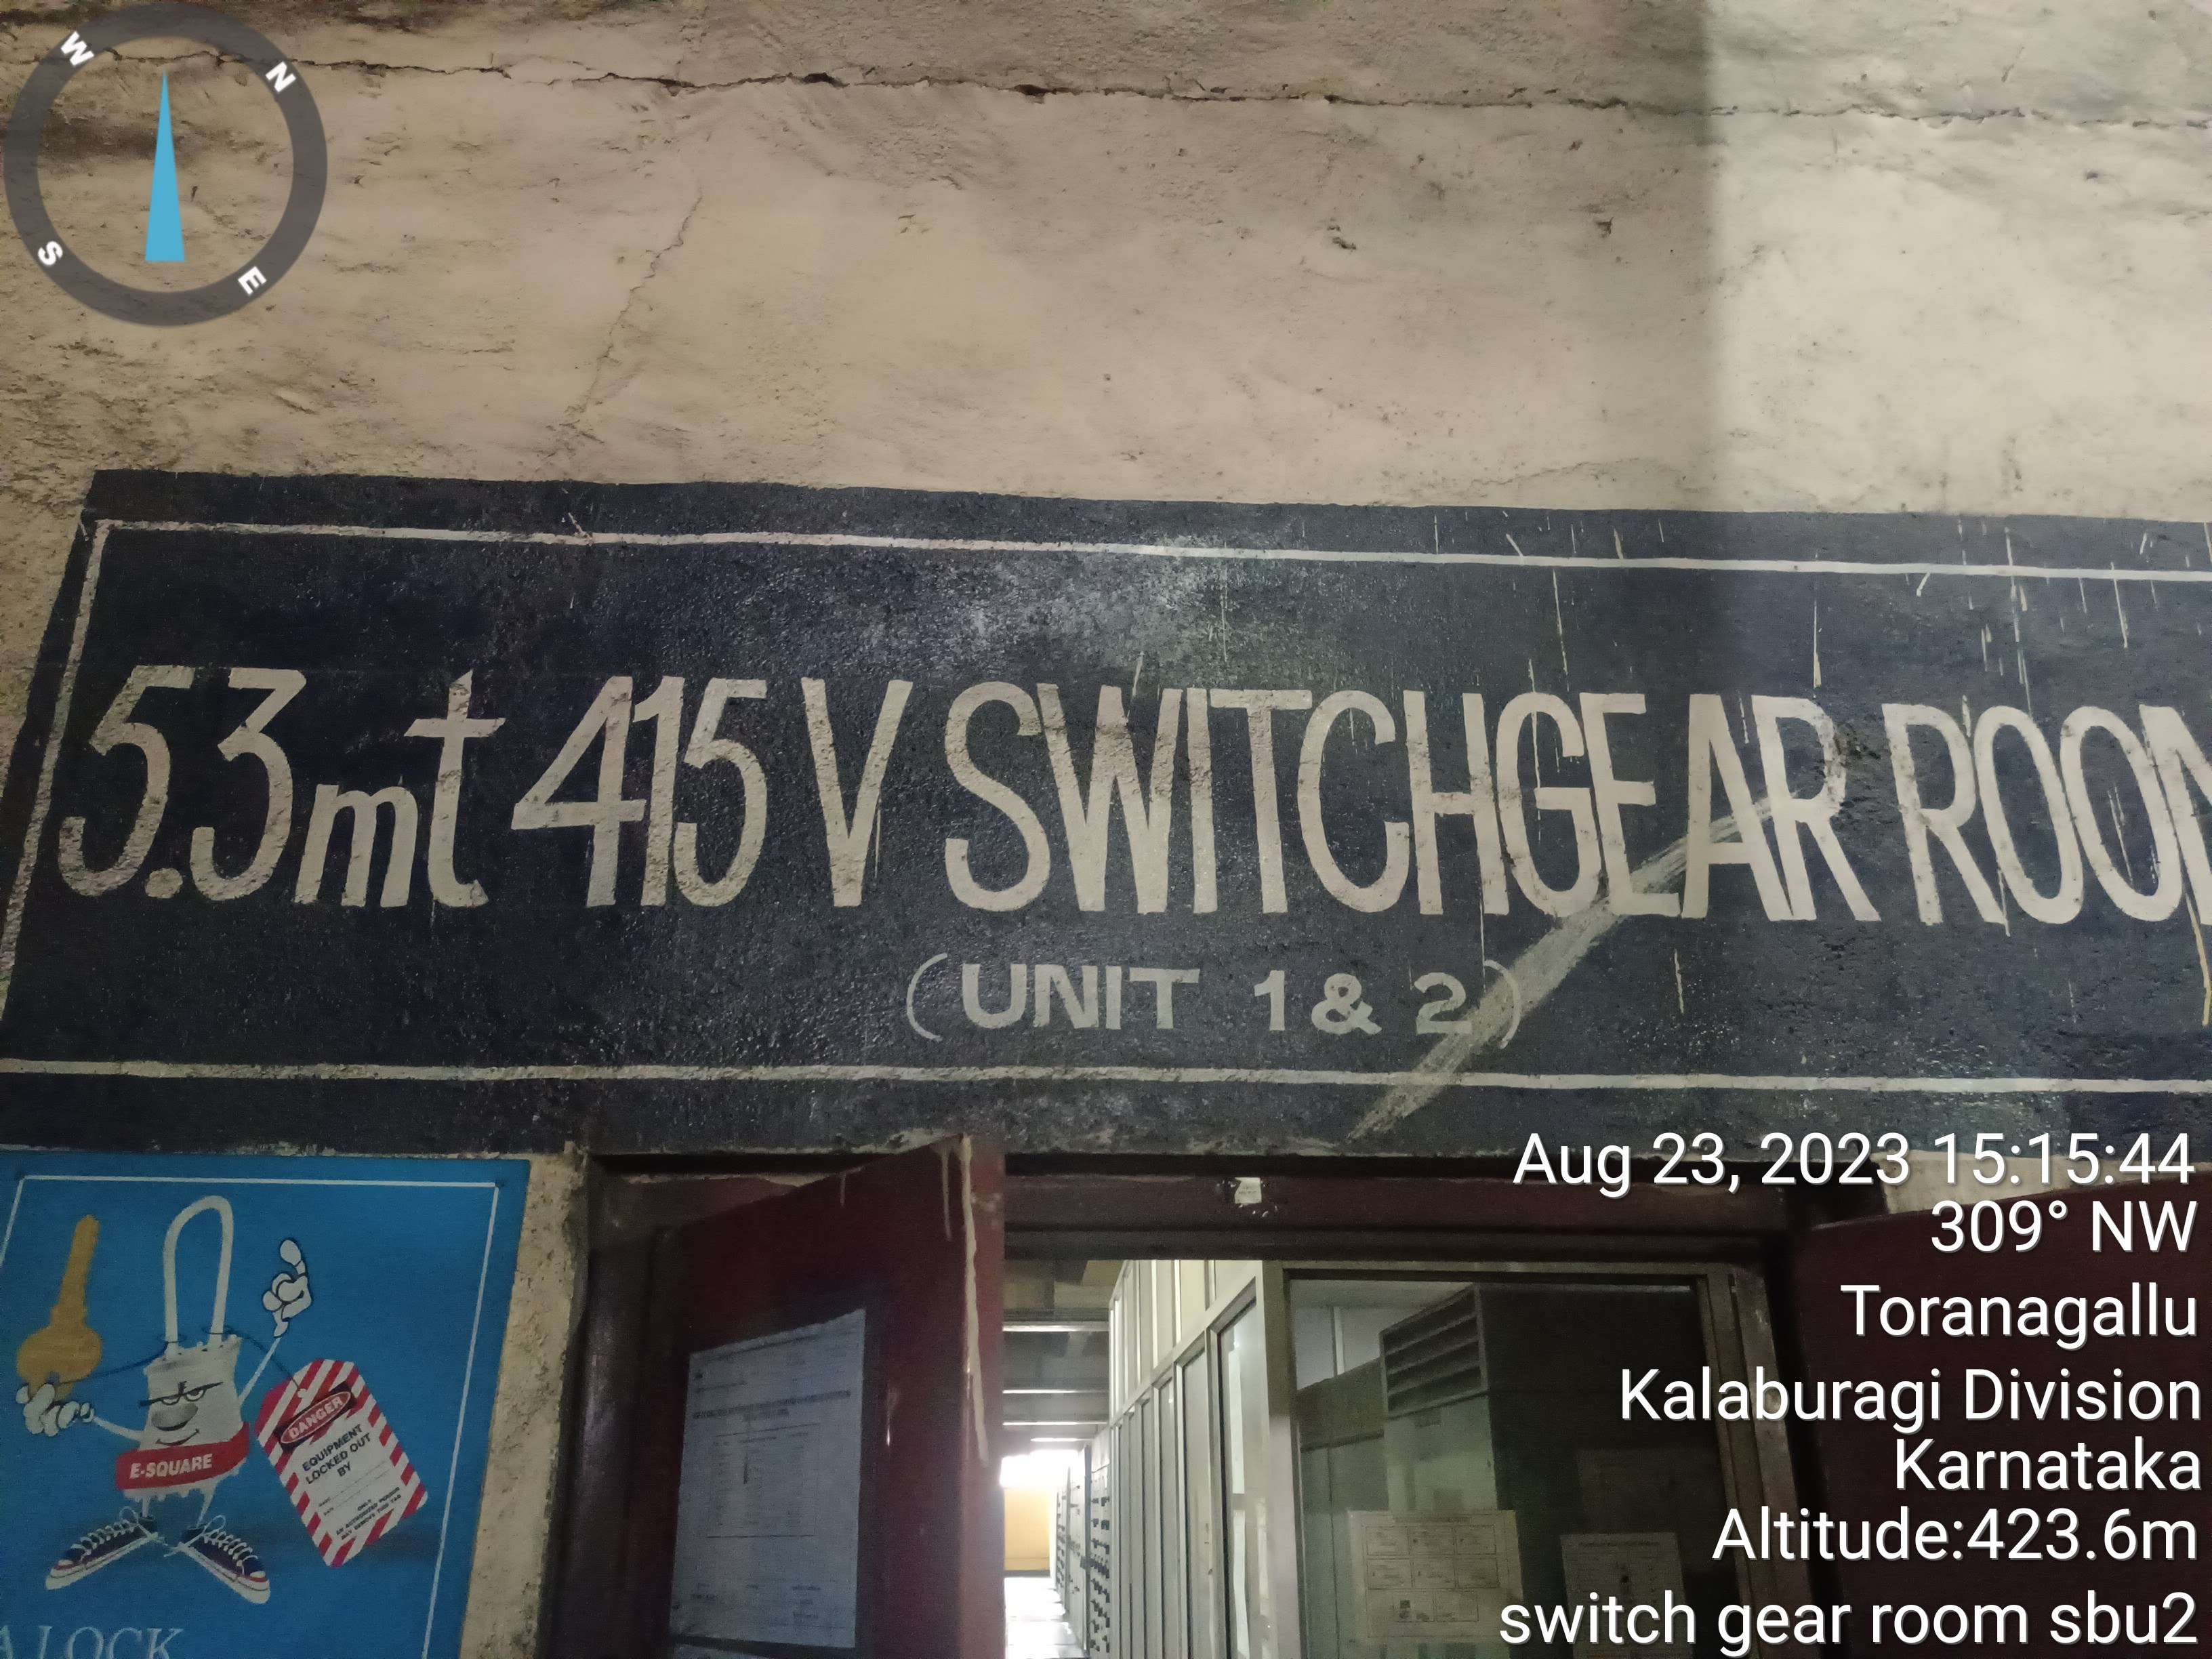 W
N
S
E
5.3mt 415 V SWITCHGEAR ROOM
(UNIT 1 & 2)
E-SQUARE
DANGER
EQUIPMENT
LOCKED OUT
BY
A LOCK
Aug 23, 2023 15:15:44
309° NW
Toranagallu
Kalaburagi Division
Karnataka
Altitude:423.6m
switch gear room sbu2